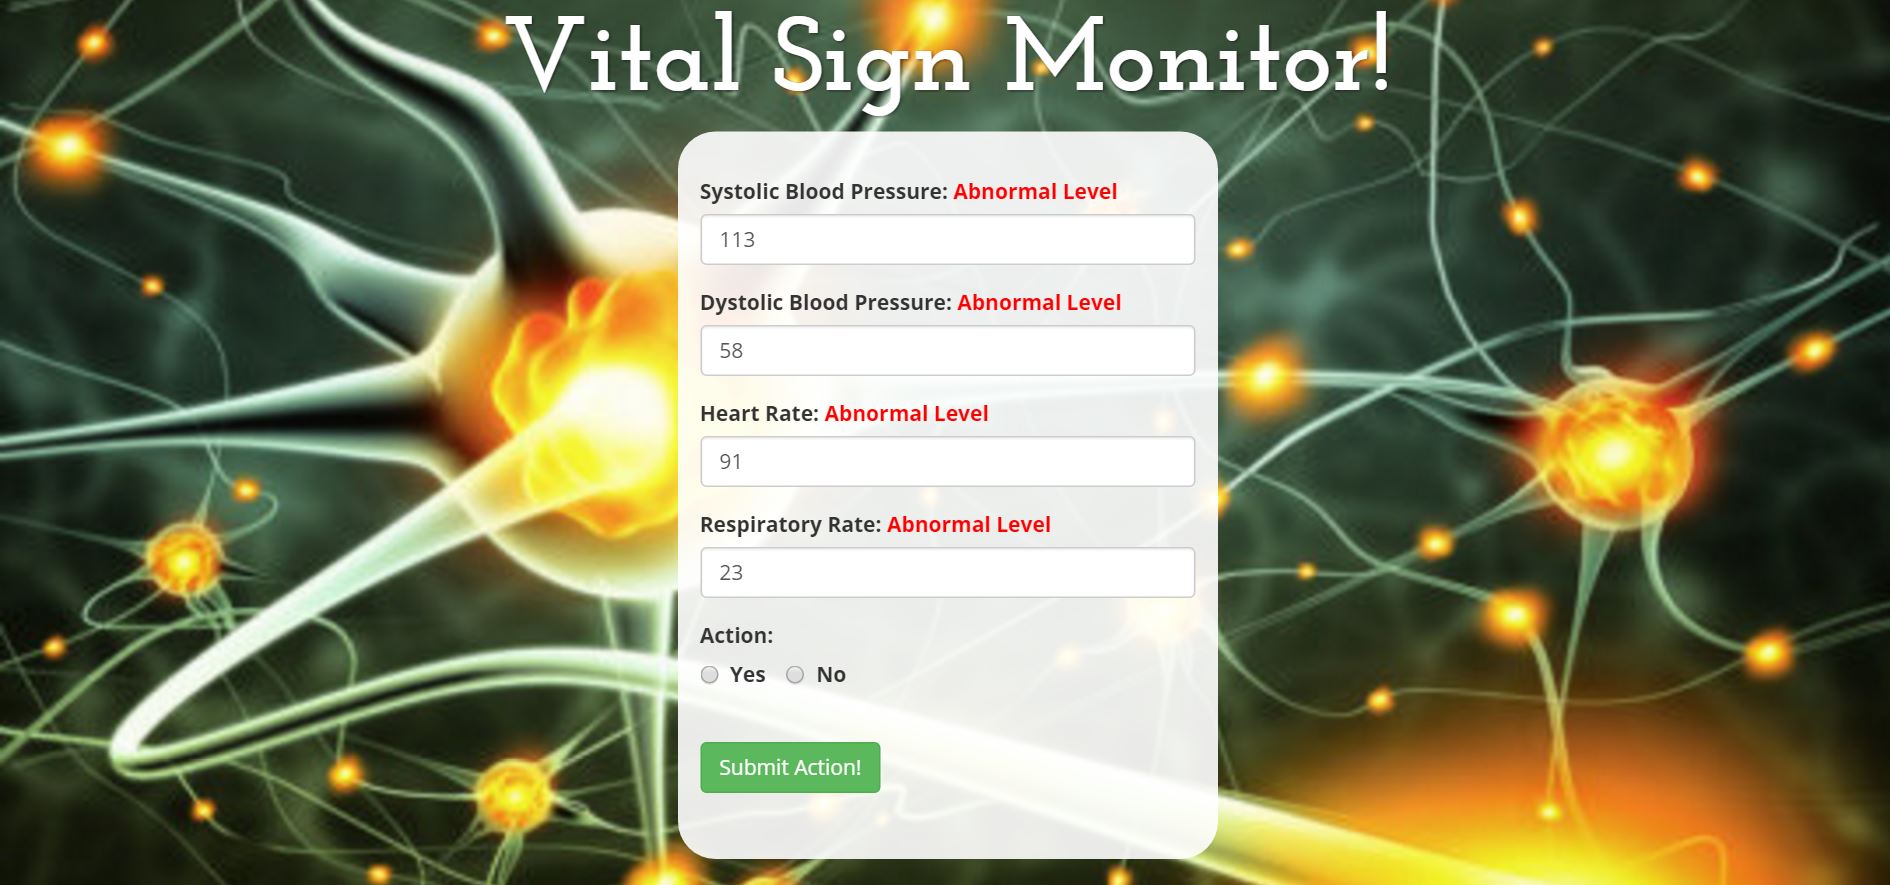 Vital Sign Monitor!
Systolic Blood Pressure: Abnormal Level
113
Dystolic Blood Pressure: Abnormal Level
58
Heart Rate: Abnormal Level
91
Respiratory Rate: Abnormal Level
23
Action:
Yes No
Submit Action!